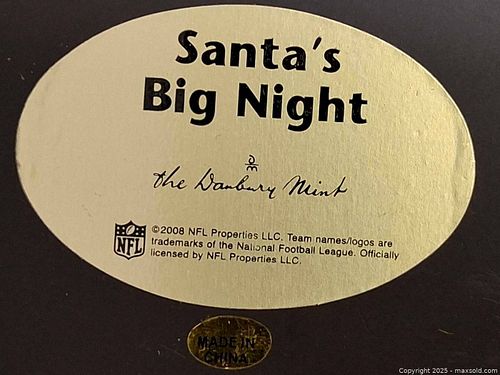 Santa's
Big Night
D
M
the Danbury Mint
NFL
©2008 NFL Properties LLC. Team names/logos are
trademarks of the National Football League. Officially
licensed by NFL Properties LLC.
MADE IN
CHINA
Copyright 2025 - maxsold.com